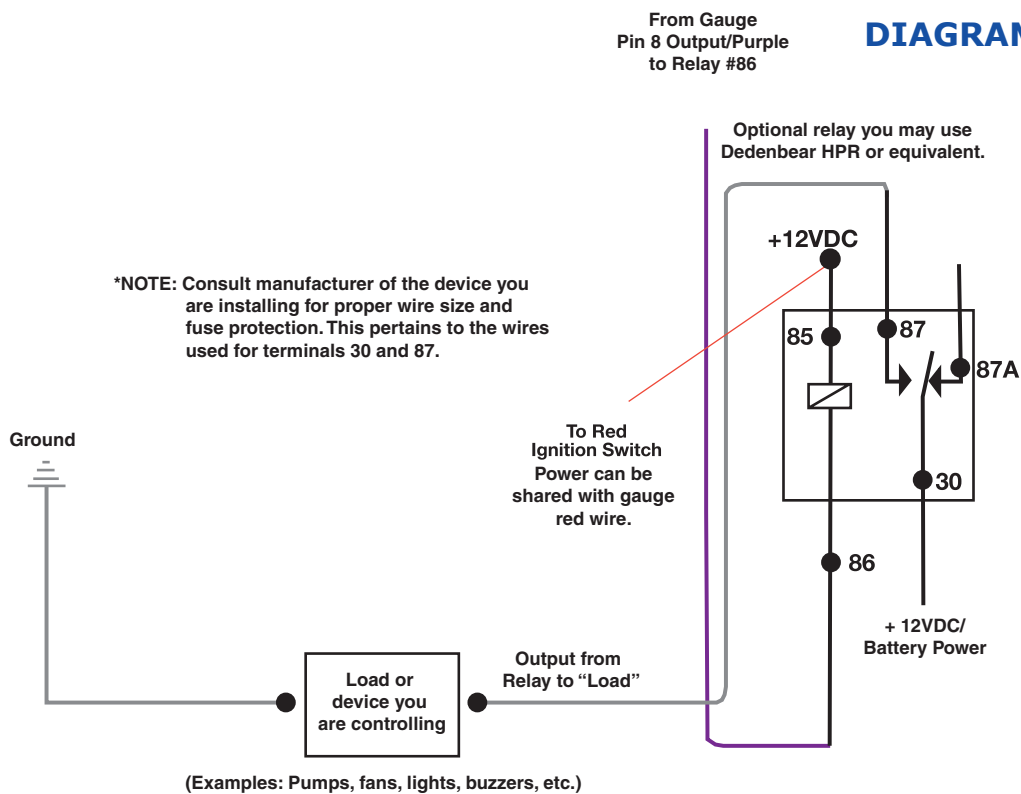 From Gauge
Pin 8 Output/Purple
to Relay #86
DIAGRAM
Optional relay you may use
Dedenbear HPR or equivalent.
+12VDC
*NOTE: Consult manufacturer of the device you
are installing for proper wire size and
fuse protection. This pertains to the wires
used for terminals 30 and 87.
85
87
87A
To Red
Ignition Switch
Power can be
shared with gauge
red wire.
30
Ground
86
+ 12VDC/
Battery Power
Output from
Relay to “Load”
Load or
device you
are controlling
(Examples: Pumps, fans, lights, buzzers, etc.)